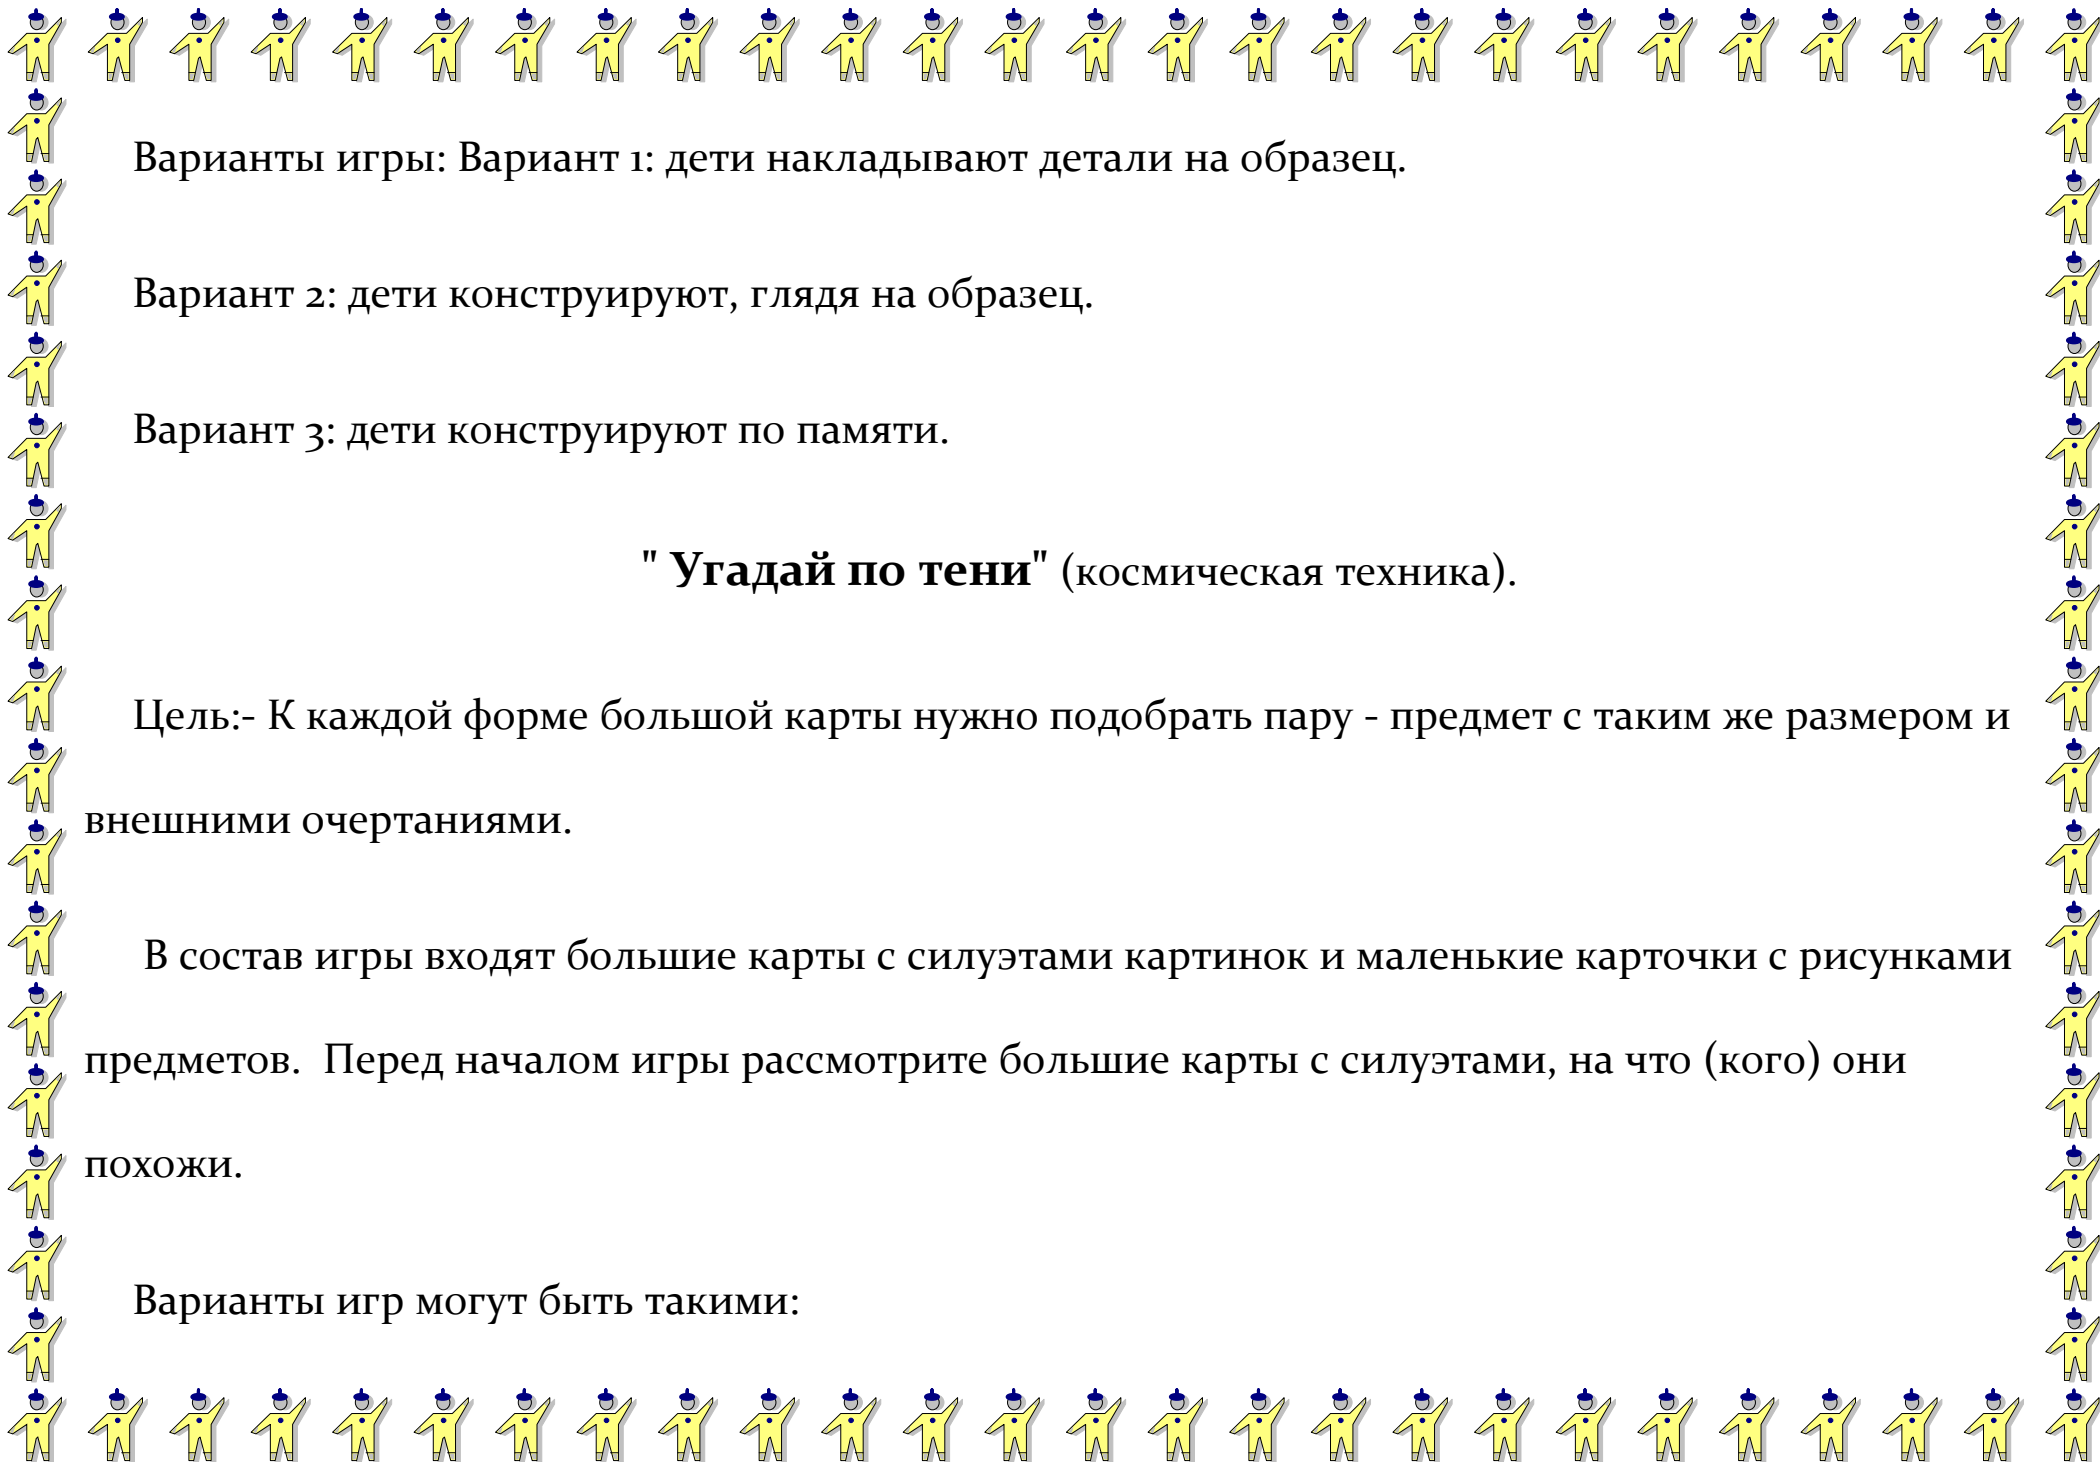 Варианты игры: Вариант 1: дети накладывают детали на образец.
Вариант 2: дети конструируют, глядя на образец.
Вариант 3: дети конструируют по памяти.
" Угадай по тени" (космическая техника).
Цель:- К каждой форме большой карты нужно подобрать пару - предмет с таким же размером и
внешними очертаниями.
В состав игры входят большие карты с силуэтами картинок и маленькие карточки с рисунками
предметов.  Перед началом игры рассмотрите большие карты с силуэтами, на что (кого) они
похожи.
Варианты игр могут быть такими: